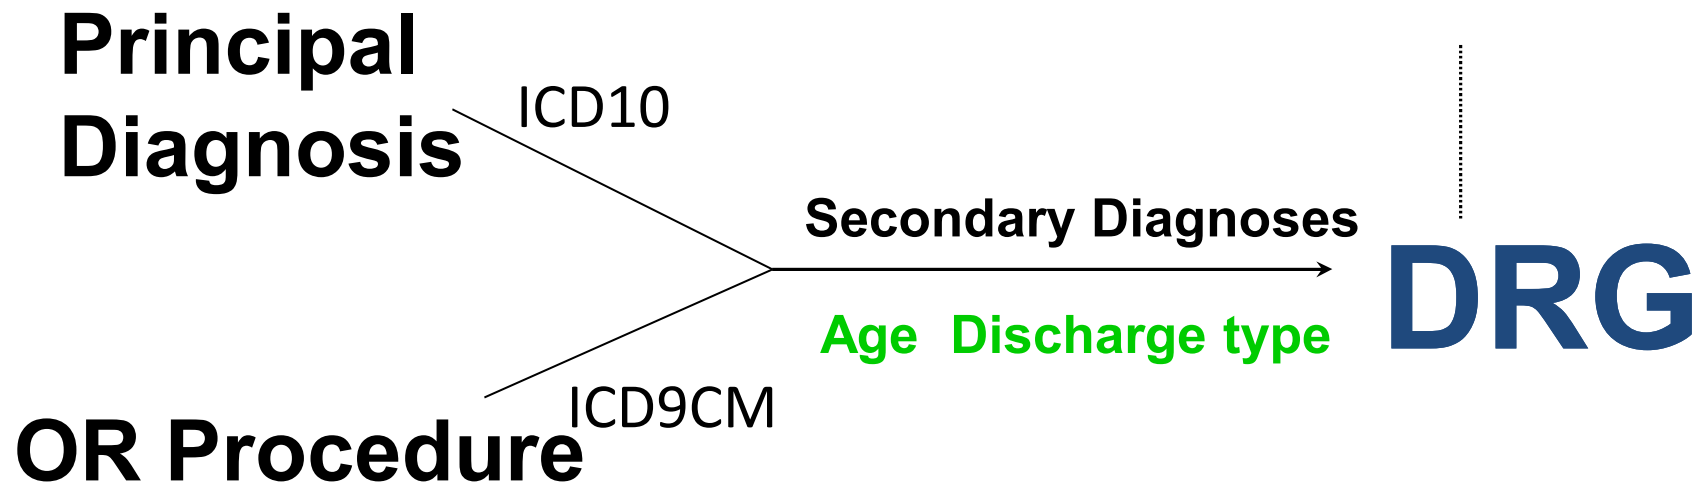 Principal
Diagnosis
ICD10
Secondary Diagnoses
DRG
Age  Discharge type
ICD9CM
OR Procedure